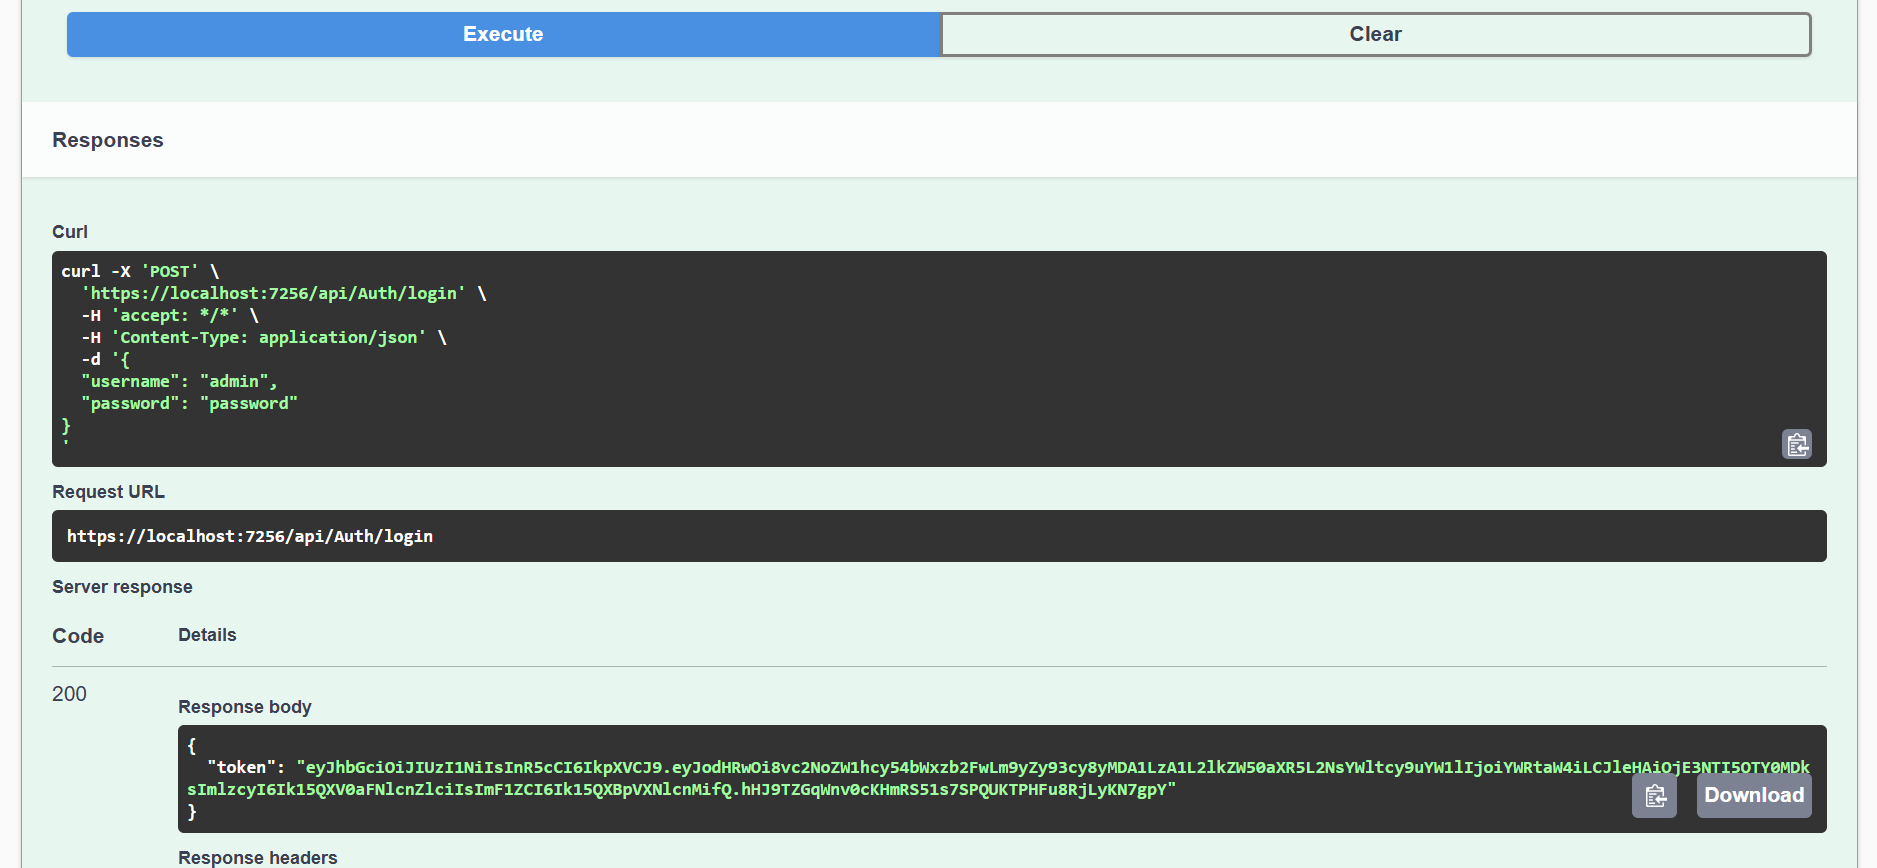 Execute
Clear
Responses
Curl
curl -X 'POST' \
  'https://localhost:7256/api/Auth/login' \
  -H 'accept: */*' \
  -H 'Content-Type: application/json' \
  -d '{
  "username": "admin",
  "password": "password"
}
'
Request URL
https://localhost:7256/api/Auth/login
Server response
Code
Details
200
Response body
{
  "token": "eyJhbGciOiJIUzI1NiIsInR5cCI6IkpXVCJ9.eyJodHRwOi8vc2NoZW1hcy54bWxzb2FwLm9yZy93cy8yMDA1LzA1L2lkZW50aXR5L2NsYWltcy9uYW1lIjoiYWRtaW4iLCJleHAiOjE3NTI5OTY0MDk
sImlzcyI6Ik15QXV0aFNlcnZlciIsImF1ZCI6Ik15QXBpVXNlcnMifQ.hHJ9TZGqWnv0cKHmRS51s7SPQUKTPHFu8RjLyKN7gpY"
}
Download
Response headers